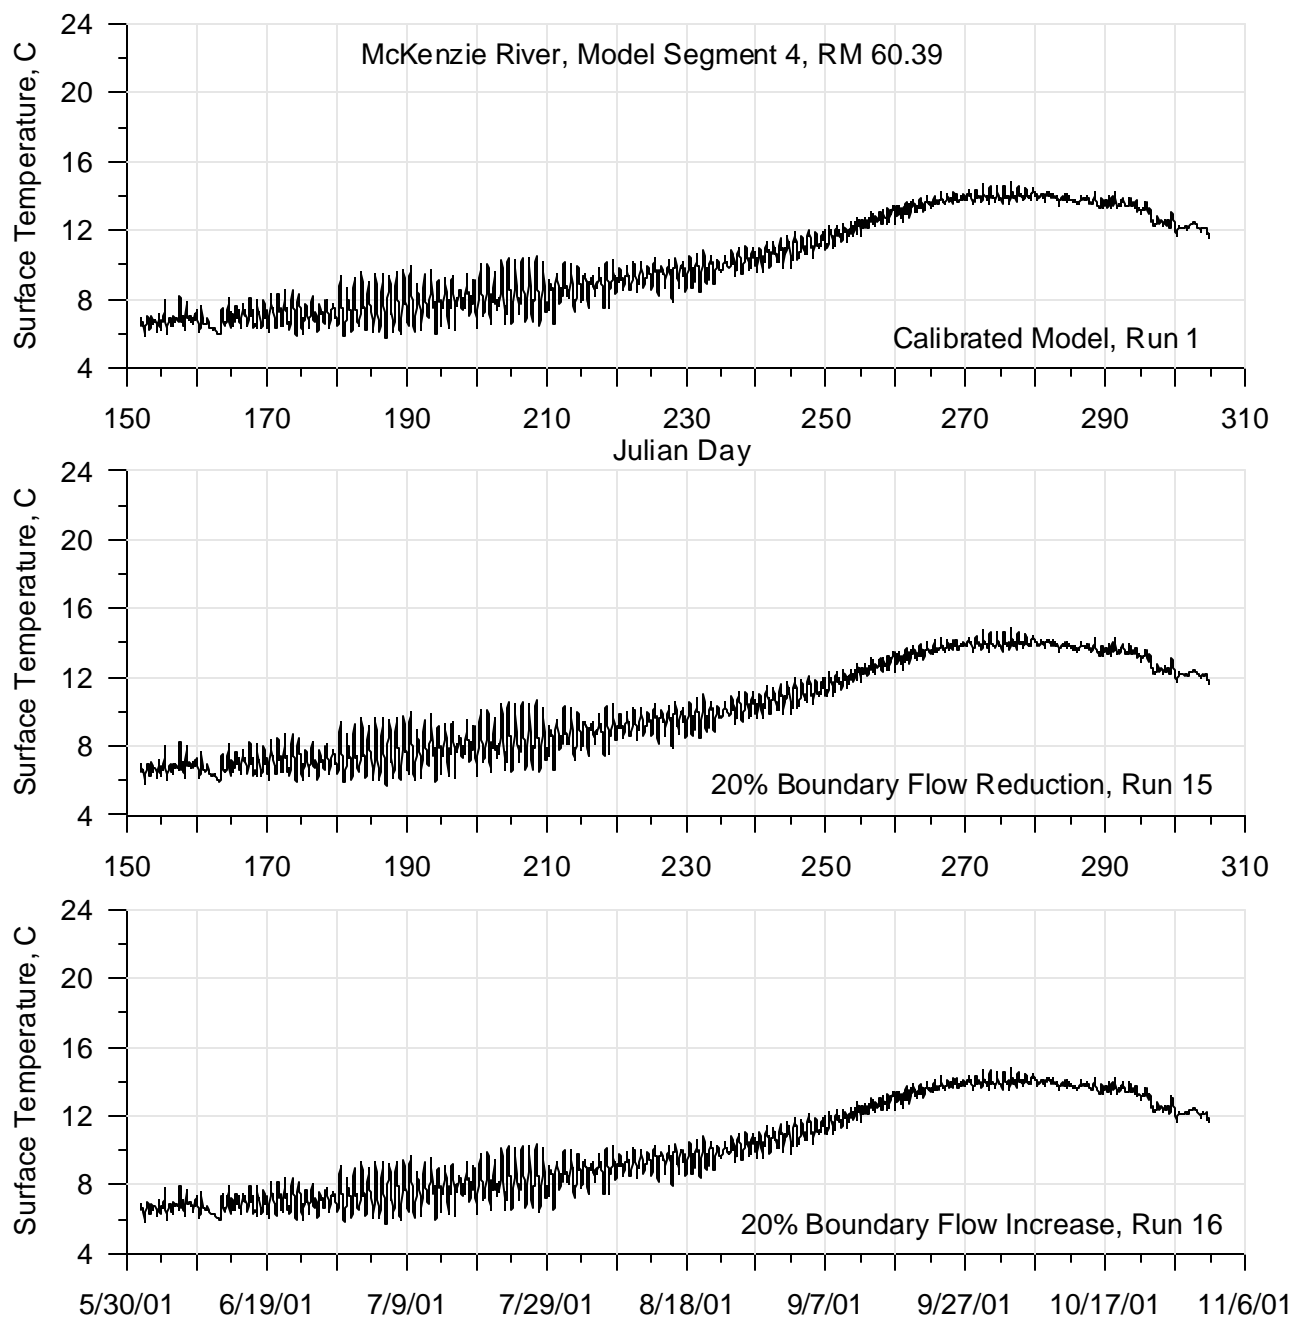 24
20
16
12
8
4
Surface Temperature, C
McKenzie River, Model Segment 4, RM 60.39
Calibrated Model, Run 1
150 170 190 210 230 250 270 290 310
Julian Day
24
20
16
12
8
4
Surface Temperature, C
20% Boundary Flow Reduction, Run 15
150 170 190 210 230 250 270 290 310
24
20
16
12
8
4
Surface Temperature, C
20% Boundary Flow Increase, Run 16
5/30/01 6/19/01 7/9/01 7/29/01 8/18/01 9/7/01 9/27/01 10/17/01 11/6/01